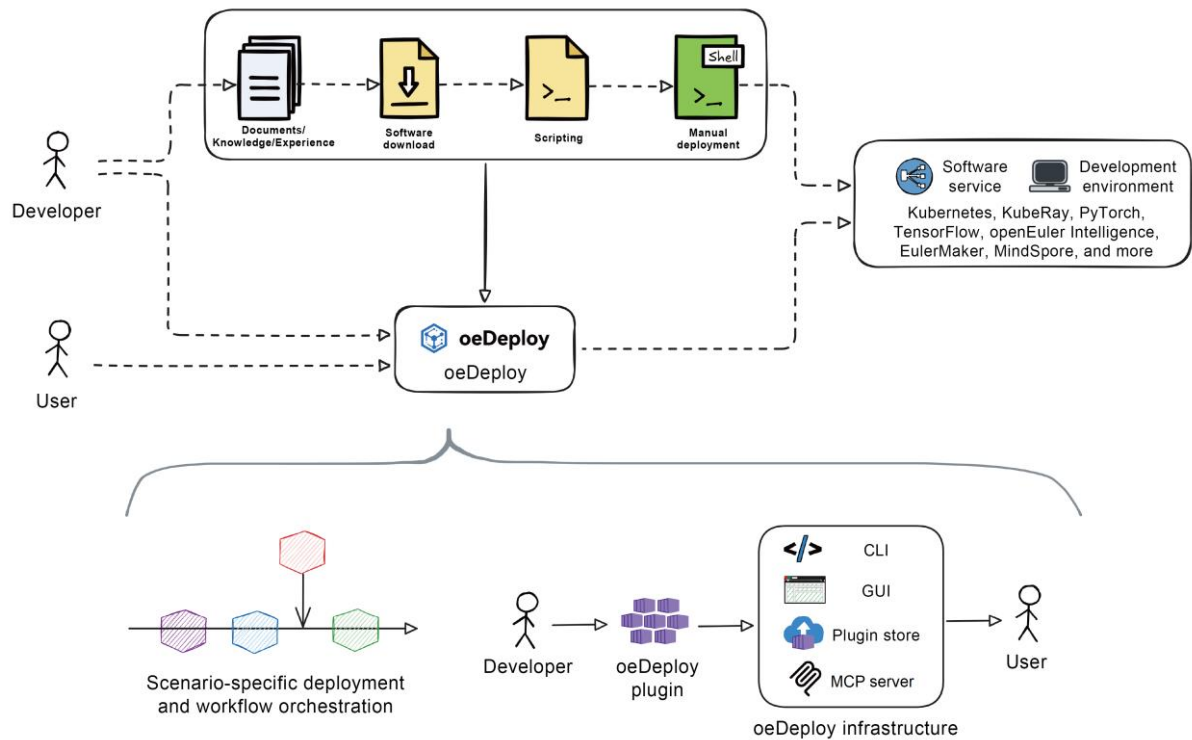 Shell
>_
>_
Documents/
Knowledge/Experience
Software
download
Scripting
Manual
deployment
Developer
Software
service
Development
environment
Kubernetes, KubeRay, PyTorch,
TensorFlow, openEuler Intelligence,
EulerMaker, MindSpore, and more
oeDeploy
oeDeploy
User
</>
CLI
GUI
Plugin store
MCP server
Scenario-specific deployment
and workflow orchestration
Developer
oeDeploy
plugin
User
oeDeploy infrastructure